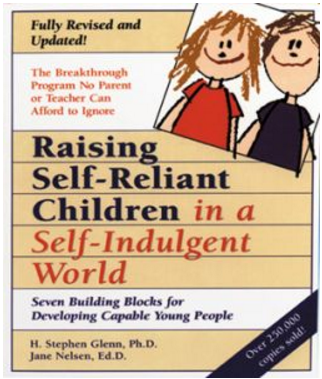 Fully Revised and
Updated!
The Breakthrough
Program No Parent
or Teacher Can
Afford to Ignore
Raising
Self-Reliant
Children in a
Self-Indulgent
World
Seven Building Blocks for
Developing Capable Young People
H. Stephen Glenn, Ph.D.
Jane Nelsen, Ed.D.
Over 250,000
copies sold!